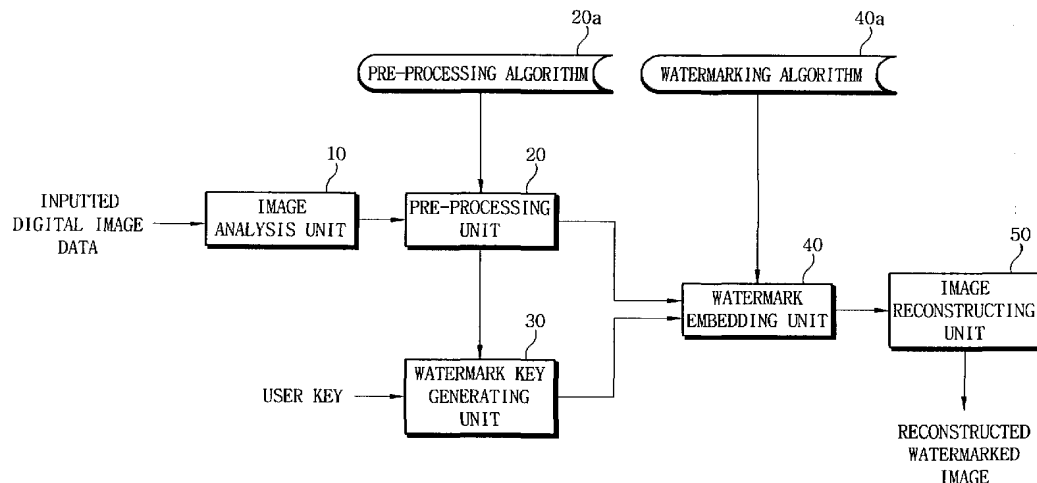 20a
40a
PRE-PROCESSING ALGORITHM
WATERMARKING ALGORITHM
10
20
INPUTTED
DIGITAL IMAGE
DATA
IMAGE
ANALYSIS UNIT
PRE-PROCESSING
UNIT
40
50
WATERMARK
EMBEDDING UNIT
IMAGE
RECONSTRUCTING
UNIT
30
USER KEY
WATERMARK KEY
GENERATING
UNIT
RECONSTRUCTED
WATERMARKED
IMAGE